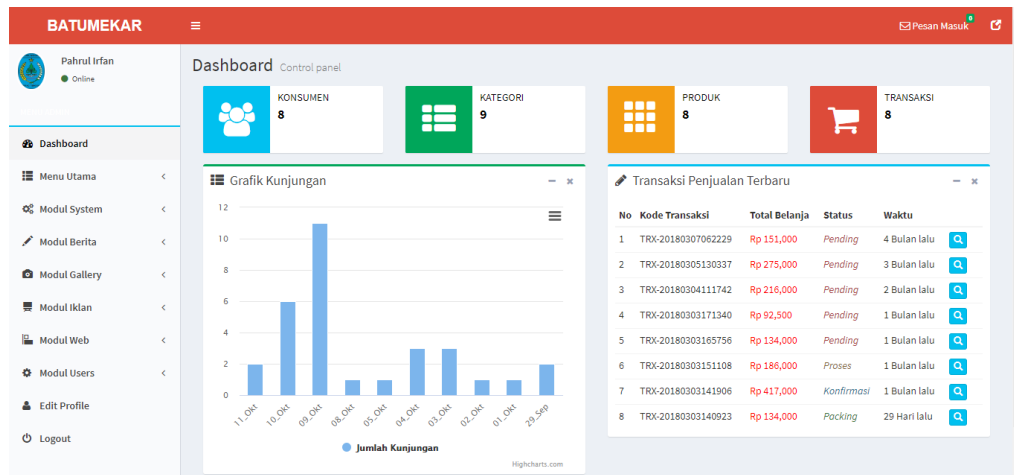 BATUMEKAR
Pesan Masuk 0
Pahrul Irfan
Online
Dashboard
Menu Utama
Modul System
Modul Berita
Modul Gallery
Modul Iklan
Modul Web
Modul Users
Edit Profile
Logout
Dashboard Control panel
KONSUMEN
8
KATEGORI
9
PRODUK
8
TRANSAKSI
8
Grafik Kunjungan
12
10
8
6
4
2
0
11_Okt 10_Okt 09_Okt 08_Okt 05_Okt 04_Okt 03_Okt 02_Okt 01_Okt 29_Sep
Jumlah Kunjungan
Highcharts.com
Transaksi Penjualan Terbaru
No Kode Transaksi Total Belanja Status Waktu
1 TRX-20180307062229 Rp 151,000 Pending 4 Bulan lalu
2 TRX-20180305130337 Rp 275,000 Pending 3 Bulan lalu
3 TRX-20180304111742 Rp 216,000 Pending 2 Bulan lalu
4 TRX-20180303171340 Rp 92,500 Pending 1 Bulan lalu
5 TRX-20180303165756 Rp 134,000 Pending 1 Bulan lalu
6 TRX-20180303151108 Rp 186,000 Proses 1 Bulan lalu
7 TRX-20180303141906 Rp 417,000 Konfirmasi 1 Bulan lalu
8 TRX-20180303140923 Rp 134,000 Packing 29 Hari lalu